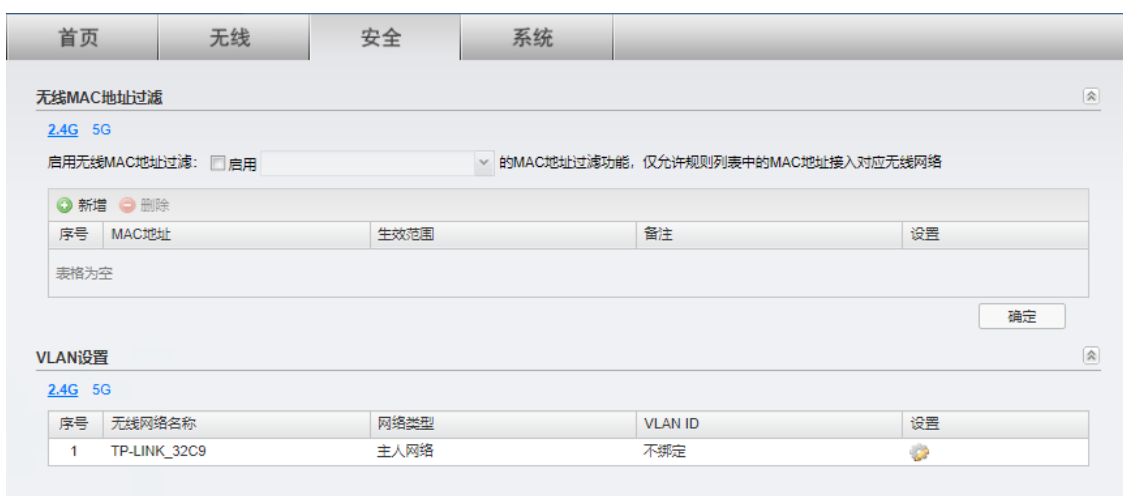 首页 无线 安全 系统
无线MAC地址过滤
2.4G 5G
启用无线MAC地址过滤： 启用 的MAC地址过滤功能，仅允许规则列表中的MAC地址接入对应无线网络
新增 删除
序号 MAC地址 生效范围 备注 设置
表格为空
确定
VLAN设置
2.4G 5G
序号 无线网络名称 网络类型 VLAN ID 设置
1 TP-LINK_32C9 主人网络 不绑定